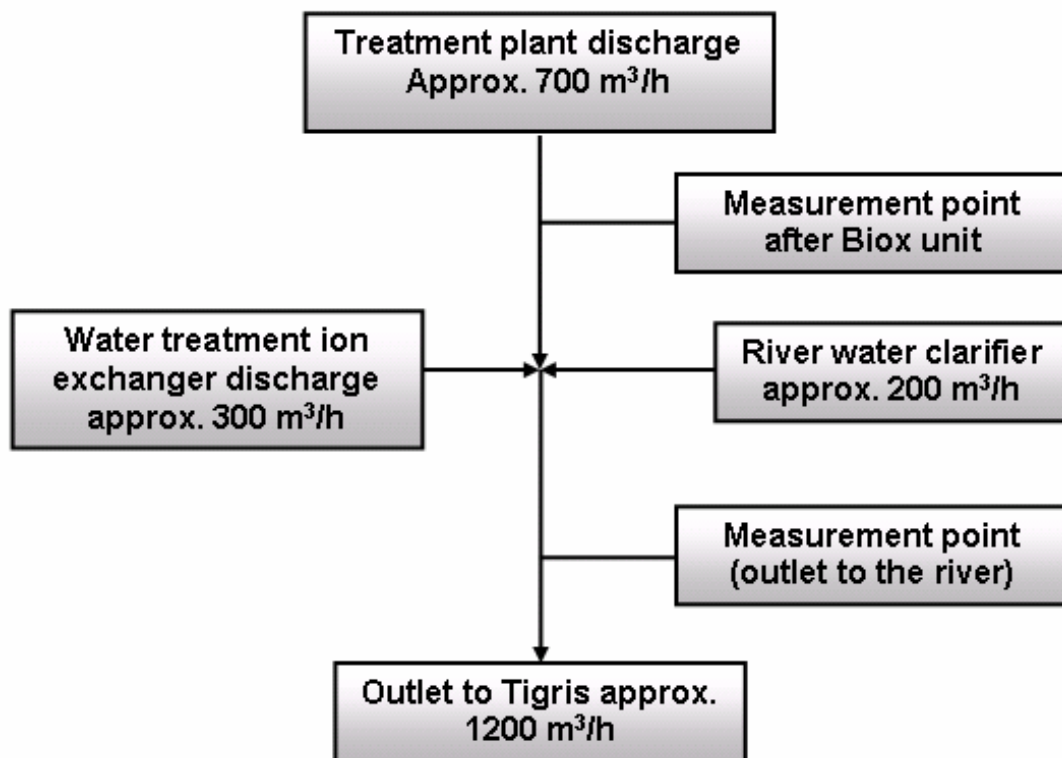 Treatment plant discharge
Approx. 700 m³/h
Measurement point
after Biox unit
Water treatment ion
exchanger discharge
approx. 300 m³/h
River water clarifier
approx. 200 m³/h
Measurement point
(outlet to the river)
Outlet to Tigris approx.
1200 m³/h